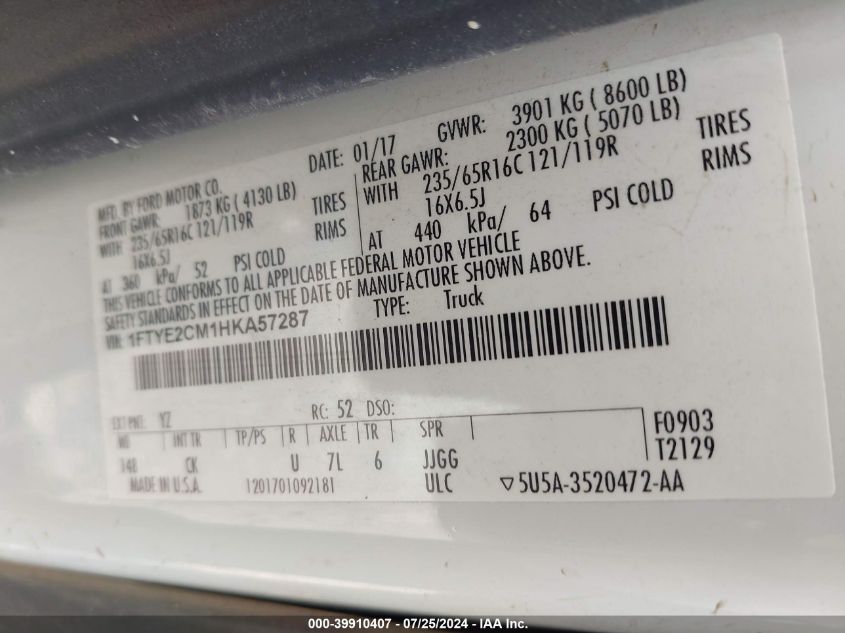 MFD. BY FORD MOTOR CO.
DATE: 01/17
GVWR: 3901 KG ( 8600 LB)
FRONT GAWR: 1873 KG ( 4130 LB)
REAR GAWR: 2300 KG ( 5070 LB)
WITH 235/65R16C 121/119R TIRES
WITH 235/65R16C 121/119R TIRES
16X6.5J RIMS
16X6.5J RIMS
AT 360 kPa/ 52 PSI COLD
AT 440 kPa/ 64 PSI COLD
THIS VEHICLE CONFORMS TO ALL APPLICABLE FEDERAL MOTOR VEHICLE
SAFETY STANDARDS IN EFFECT ON THE DATE OF MANUFACTURE SHOWN ABOVE.
VIN: 1FTYE2CM1HKA57287
TYPE: Truck
EXT PNT: YZ RC: 52 DSO:
WB INT TR TP/PS R AXLE TR SPR F0903
148 CK U 7L 6 JJGG T2129
MADE IN U.S.A. 1201701092181 ULC ▽5U5A-3520472-AA
000-39910407 - 07/25/2024 - IAA Inc.